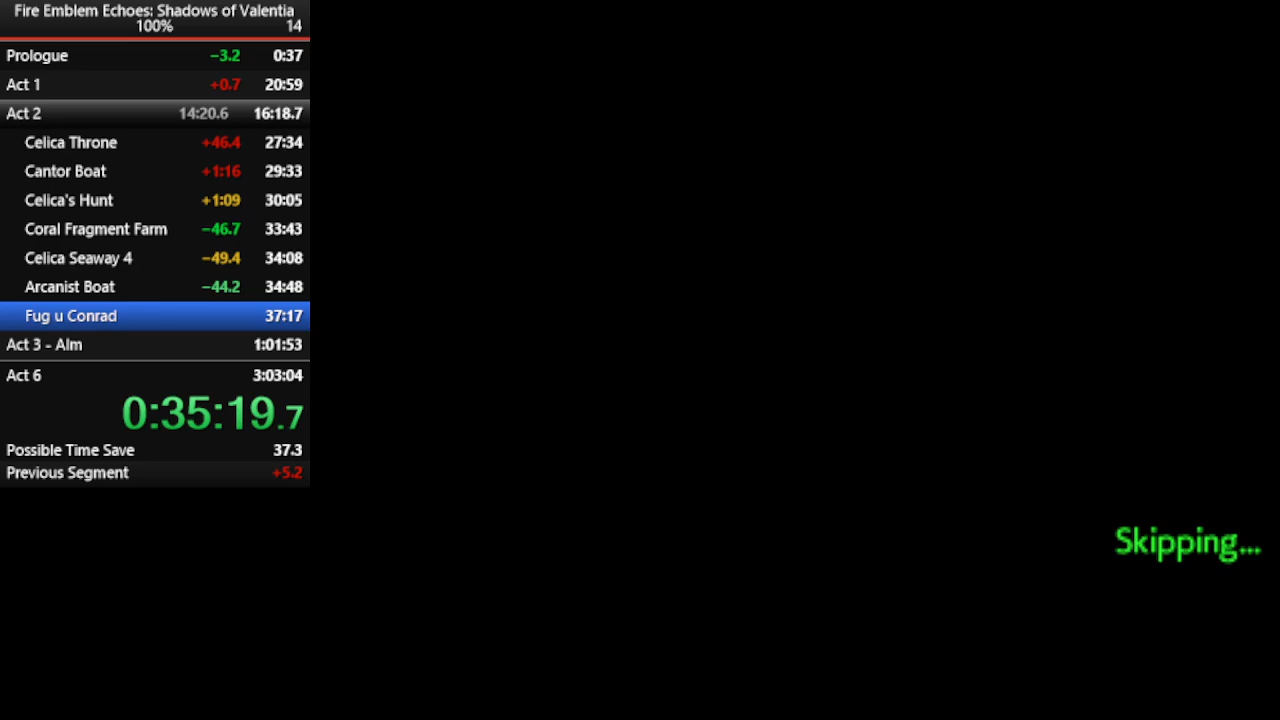 Fire Emblem Echoes: Shadows of Valentia
100% 14
Prologue −3.2 0:37
Act 1 +0.7 20:59
Act 2 14:20.6 16:18.7
Celica Throne +46.4 27:34
Cantor Boat +1:16 29:33
Celica's Hunt +1:09 30:05
Coral Fragment Farm −46.7 33:43
Celica Seaway 4 −49.4 34:08
Arcanist Boat −44.2 34:48
Fug u Conrad 37:17
Act 3 - Alm 1:01:53
Act 6 3:03:04
0:35:19.7
Possible Time Save 37.3
Previous Segment +5.2
Skipping...